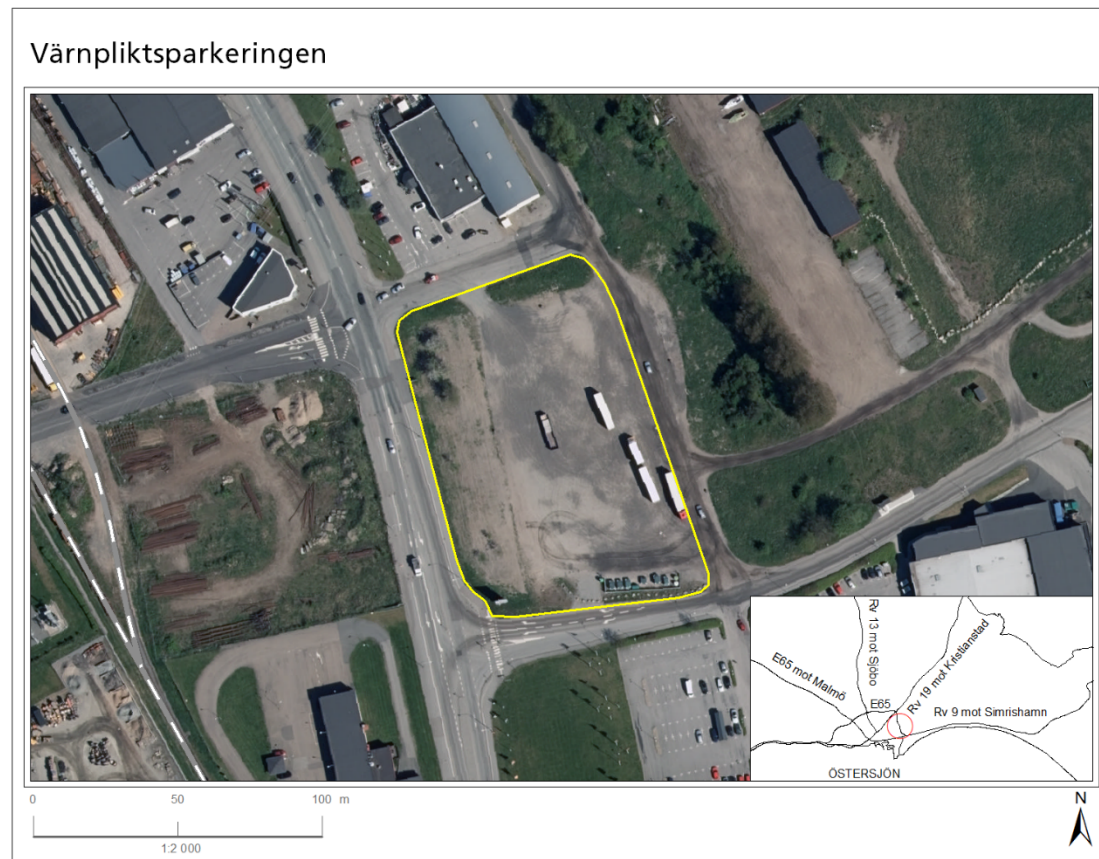 Värnpliktsparkeringen
Rv 13 mot Sjöbo
Rv 19 mot Kristianstad
E65 mot Malmö
E65
Rv 9 mot Simrishamn
ÖSTERSJÖN
0 50 100 m
1:2 000
N